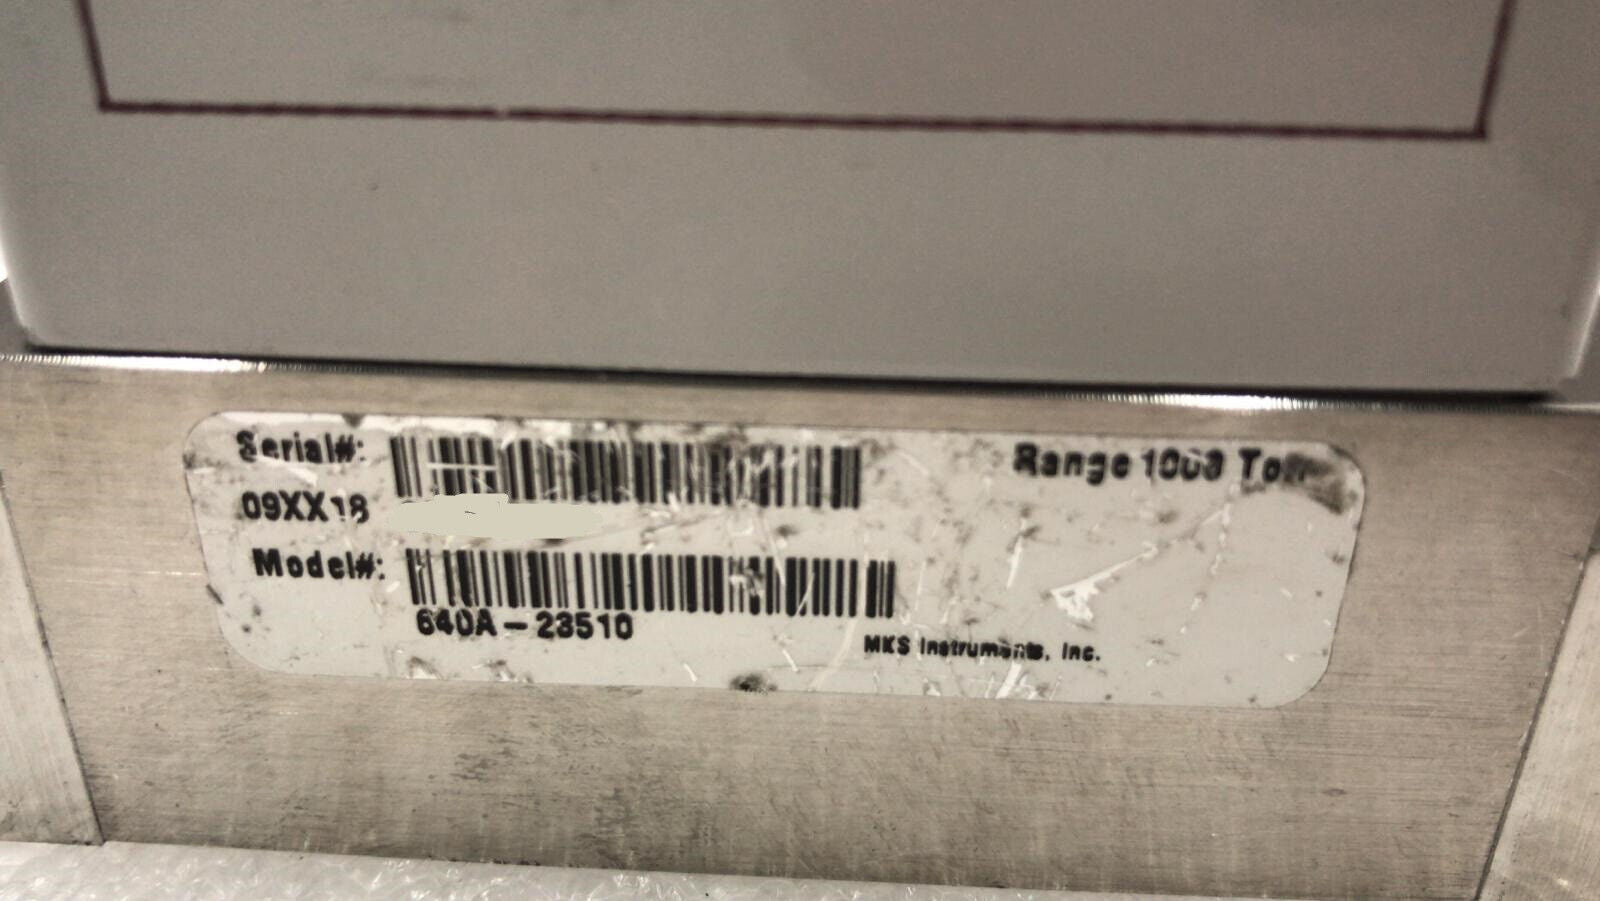 Serial#:
Range 1000 Torr
09XX18
Model#:
640A-23510
MKS Instruments, Inc.